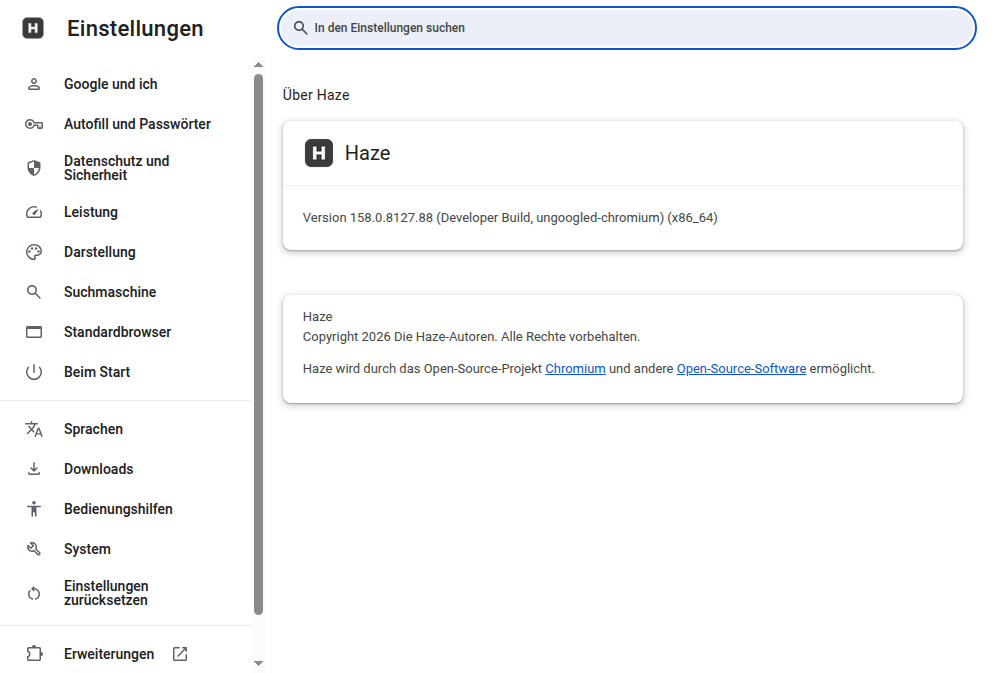 H
Einstellungen
In den Einstellungen suchen
Google und ich
Autofill und Passwörter
Datenschutz und
Sicherheit
Leistung
Darstellung
Suchmaschine
Standardbrowser
Beim Start
Sprachen
Downloads
Bedienungshilfen
System
Einstellungen
zurücksetzen
Erweiterungen
Über Haze
H
Haze
Version 158.0.8127.88 (Developer Build, ungoogled-chromium) (x86_64)
Haze
Copyright 2026 Die Haze-Autoren. Alle Rechte vorbehalten.
Haze wird durch das Open-Source-Projekt Chromium und andere Open-Source-Software ermöglicht.